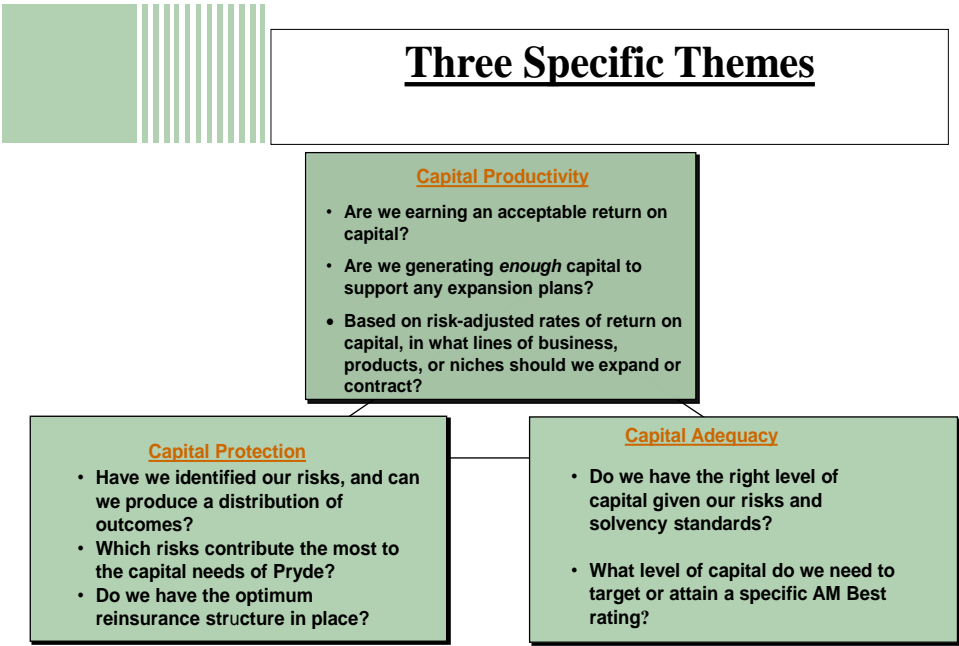 Three Specific Themes
Capital Productivity
• Are we earning an acceptable return on
capital?
• Are we generating enough capital to
support any expansion plans?
• Based on risk-adjusted rates of return on
capital, in what lines of business,
products, or niches should we expand or
contract?
Capital Protection
• Have we identified our risks, and can
we produce a distribution of
outcomes?
• Which risks contribute the most to
the capital needs of Pryde?
• Do we have the optimum
reinsurance structure in place?
Capital Adequacy
• Do we have the right level of
capital given our risks and
solvency standards?
• What level of capital do we need to
target or attain a specific AM Best
rating?